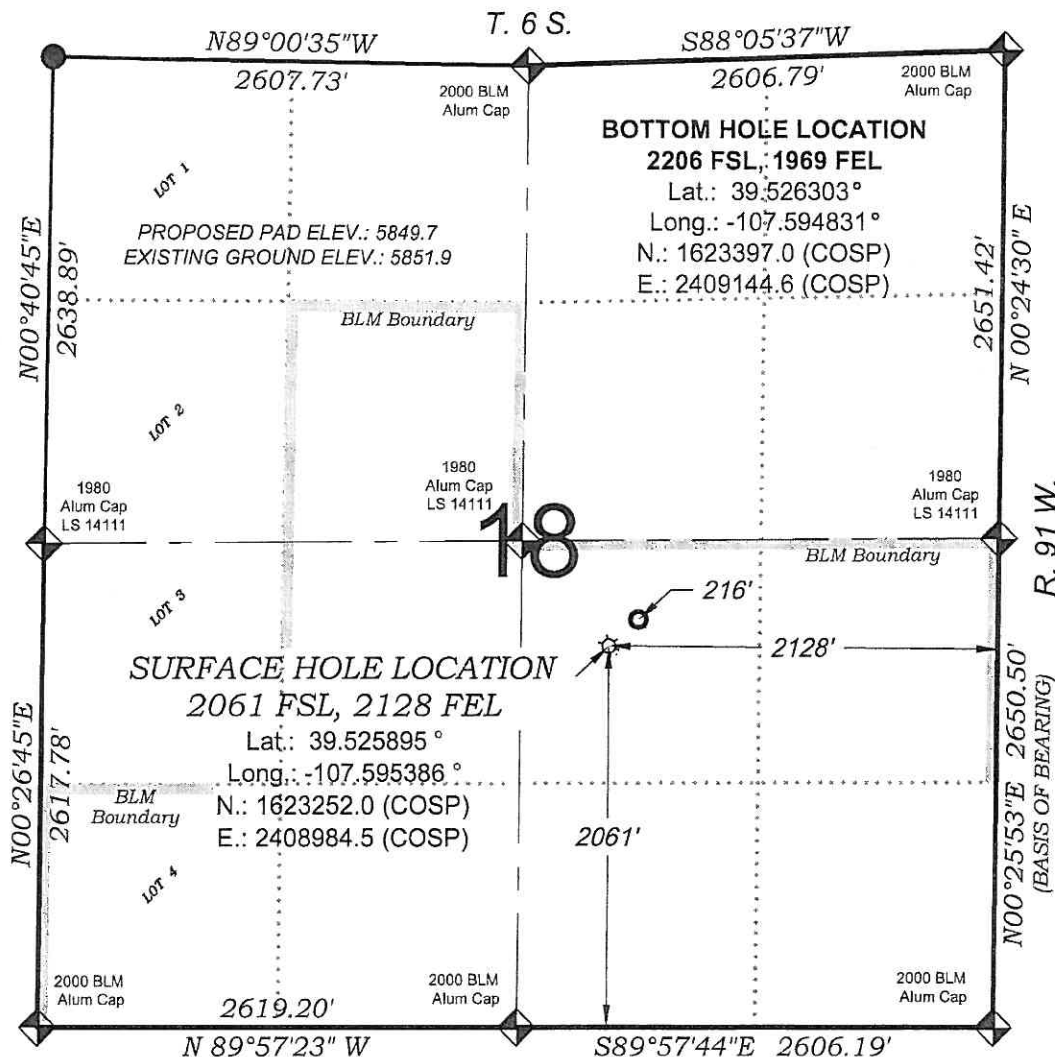 T. 6 S.
N89°00'35"W
S88°05'37"W
2607.73'
2606.79'
2000 BLM
Alum Cap
2000 BLM
Alum Cap
BOTTOM HOLE LOCATION
2206 FSL, 1969 FEL
Lat.: 39.526303°
Long.: -107.594831°
N.: 1623397.0 (COSP)
E.: 2409144.6 (COSP)
LOT 1
PROPOSED PAD ELEV.: 5849.7
EXISTING GROUND ELEV.: 5851.9
N00°40'45"E
2638.89'
2651.42'
N 00°24'30" E
BLM Boundary
LOT 2
1980
Alum Cap
LS 14111
1980
Alum Cap
LS 14111
1980
Alum Cap
LS 14111
18
BLM Boundary
R. 91 W.
LOT 3
216'
2128'
SURFACE HOLE LOCATION
2061 FSL, 2128 FEL
Lat.: 39.525895 °
Long.: -107.595386 °
N.: 1623252.0 (COSP)
E.: 2408984.5 (COSP)
N00°26'45"E
2617.78'
BLM
Boundary
2061'
N00°25'53"E 2650.50'
(BASIS OF BEARING)
LOT 4
2000 BLM
Alum Cap
2000 BLM
Alum Cap
2000 BLM
Alum Cap
2619.20'
N 89°57'23" W
S89°57'44"E 2606.19'